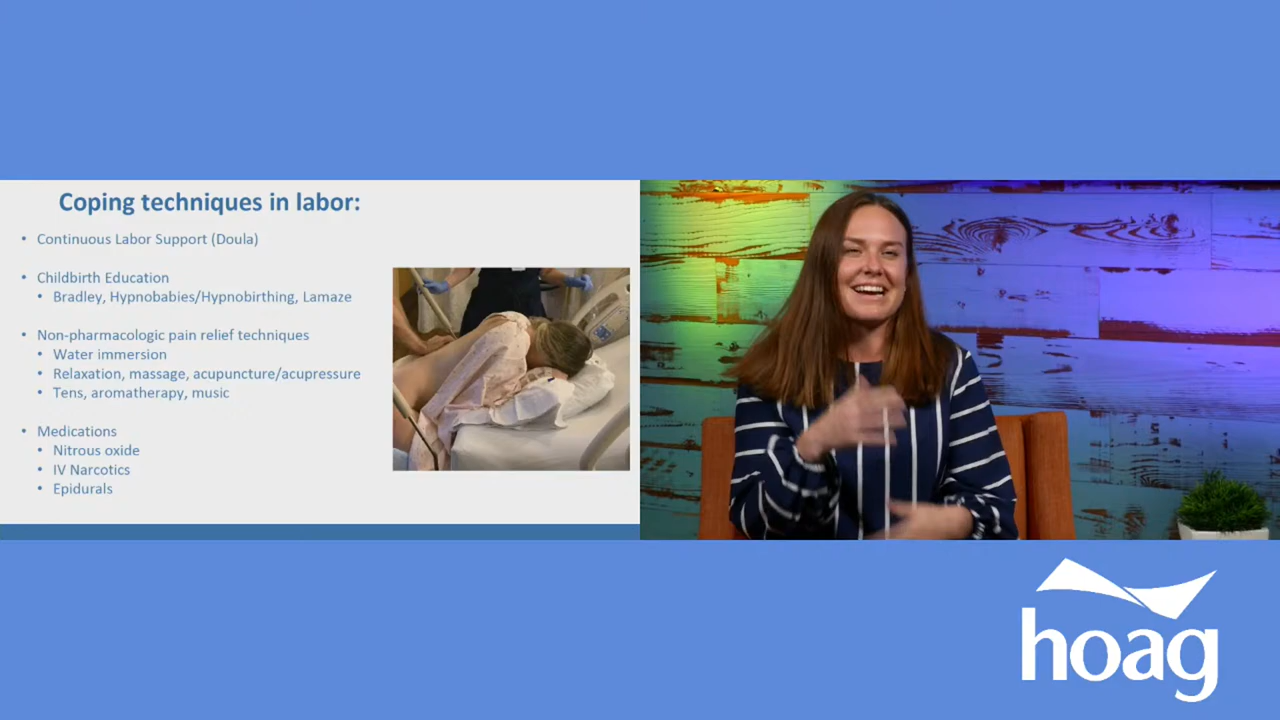 Coping techniques in labor:
• Continuous Labor Support (Doula)
• Childbirth Education
• Bradley, Hypnobabies/Hypnobirthing, Lamaze
• Non-pharmacologic pain relief techniques
• Water immersion
• Relaxation, massage, acupuncture/acupressure
• Tens, aromatherapy, music
• Medications
• Nitrous oxide
• IV Narcotics
• Epidurals
hoag